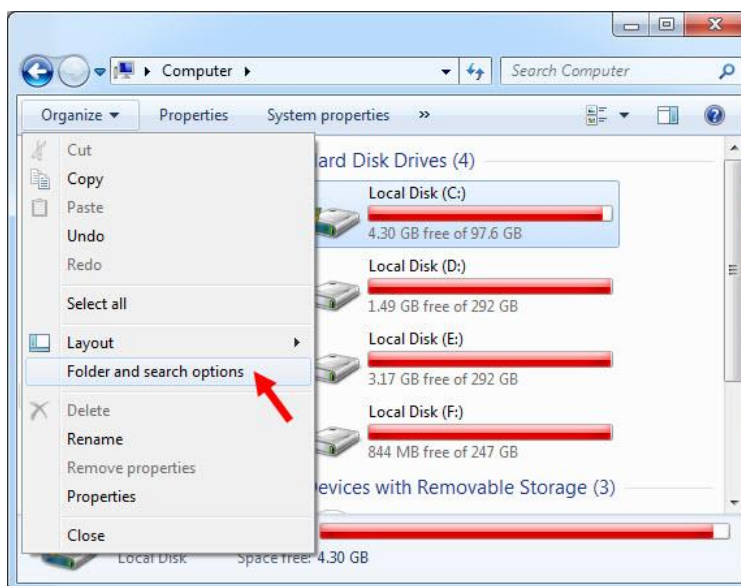 Computer
Search Computer
Organize
Properties
System properties
»
Cut
Copy
Paste
Undo
Redo
Select all
Layout
Folder and search options
Delete
Rename
Remove properties
Properties
Close
ard Disk Drives (4)
Local Disk (C:)
4.30 GB free of 97.6 GB
Local Disk (D:)
1.49 GB free of 292 GB
Local Disk (E:)
3.17 GB free of 292 GB
Local Disk (F:)
844 MB free of 247 GB
evices with Removable Storage (3)
Local Disk Space free: 4.30 GB